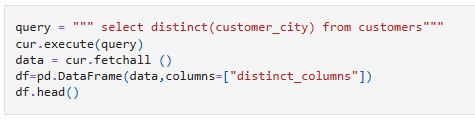 query = """ select distinct(customer_city) from customers"""
cur.execute(query)
data = cur.fetchall ()
df=pd.DataFrame(data,columns=["distinct_columns"])
df.head()